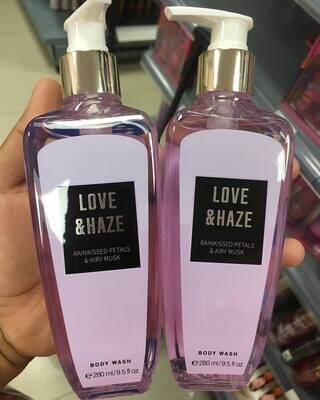 LOVE
&HAZE
RAINKISSED PETALS
& AIRY MUSK
BODY WASH
℮280 ml/9.5 fl oz
LOVE
&HAZE
RAINKISSED PETALS
& AIRY MUSK
BODY WASH
℮280 ml/9.5 fl oz